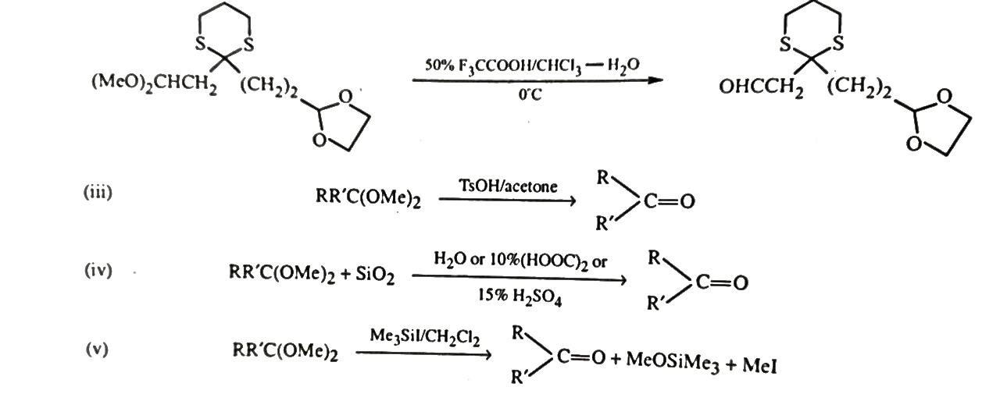 S S S S
(MeO)₂CHCH₂ (CH₂)₂ O O 50% F₃CCOOH/CHCl₃ — H₂O 0°C OHCCH₂ (CH₂)₂ O O
(iii) RR′C(OMe)₂ TsOH/acetone R R′ C=O
(iv) RR′C(OMe)₂ + SiO₂ H₂O or 10%(HOOC)₂ or 15% H₂SO₄ R R′ C=O
(v) RR′C(OMe)₂ Me₃SiI/CH₂Cl₂ R R′ C=O + MeOSiMe₃ + MeI